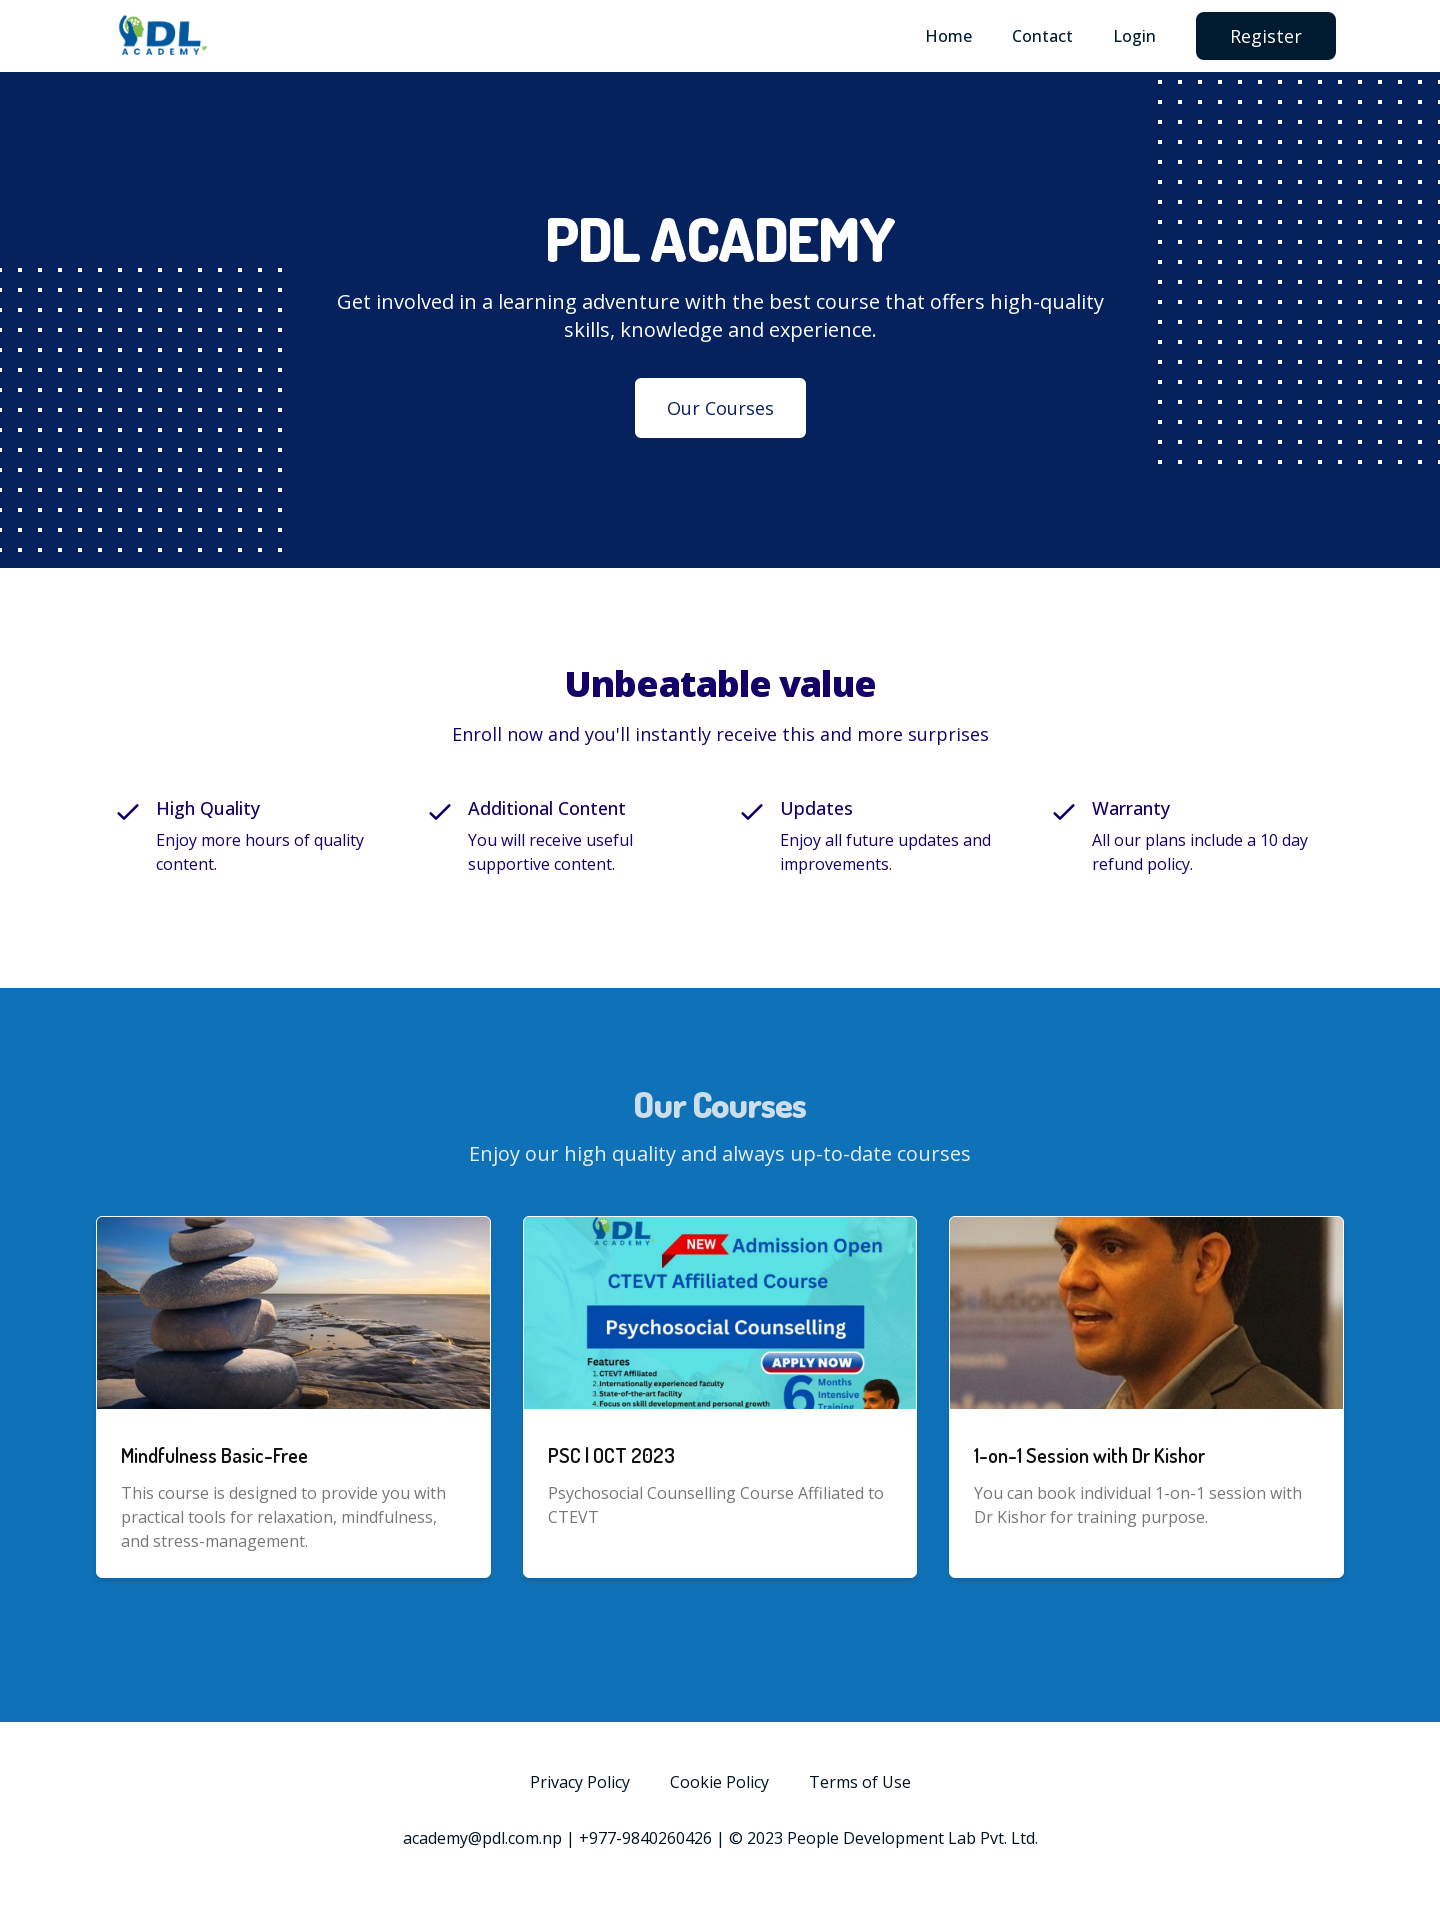 DL
ACADEMY
Home Contact Login Register
PDL ACADEMY
Get involved in a learning adventure with the best course that offers high-quality
skills, knowledge and experience.
Our Courses
Unbeatable value
Enroll now and you'll instantly receive this and more surprises
High Quality
Enjoy more hours of quality
content.
Additional Content
You will receive useful
supportive content.
Updates
Enjoy all future updates and
improvements.
Warranty
All our plans include a 10 day
refund policy.
Our Courses
Enjoy our high quality and always up-to-date courses
Mindfulness Basic-Free
This course is designed to provide you with
practical tools for relaxation, mindfulness,
and stress-management.
DL
ACADEMY
NEW Admission Open
CTEVT Affiliated Course
Psychosocial Counselling
Features
1. CTEVT Affiliated
2. Internationally experienced faculty
3. State-of-the-art facility
4. Focus on skill development and personal growth
APPLY NOW
6 Months
Intensive
Training
PSC | OCT 2023
Psychosocial Counselling Course Affiliated to
CTEVT
Solution
1-on-1 Session with Dr Kishor
You can book individual 1-on-1 session with
Dr Kishor for training purpose.
Privacy Policy Cookie Policy Terms of Use
academy@pdl.com.np | +977-9840260426 | © 2023 People Development Lab Pvt. Ltd.